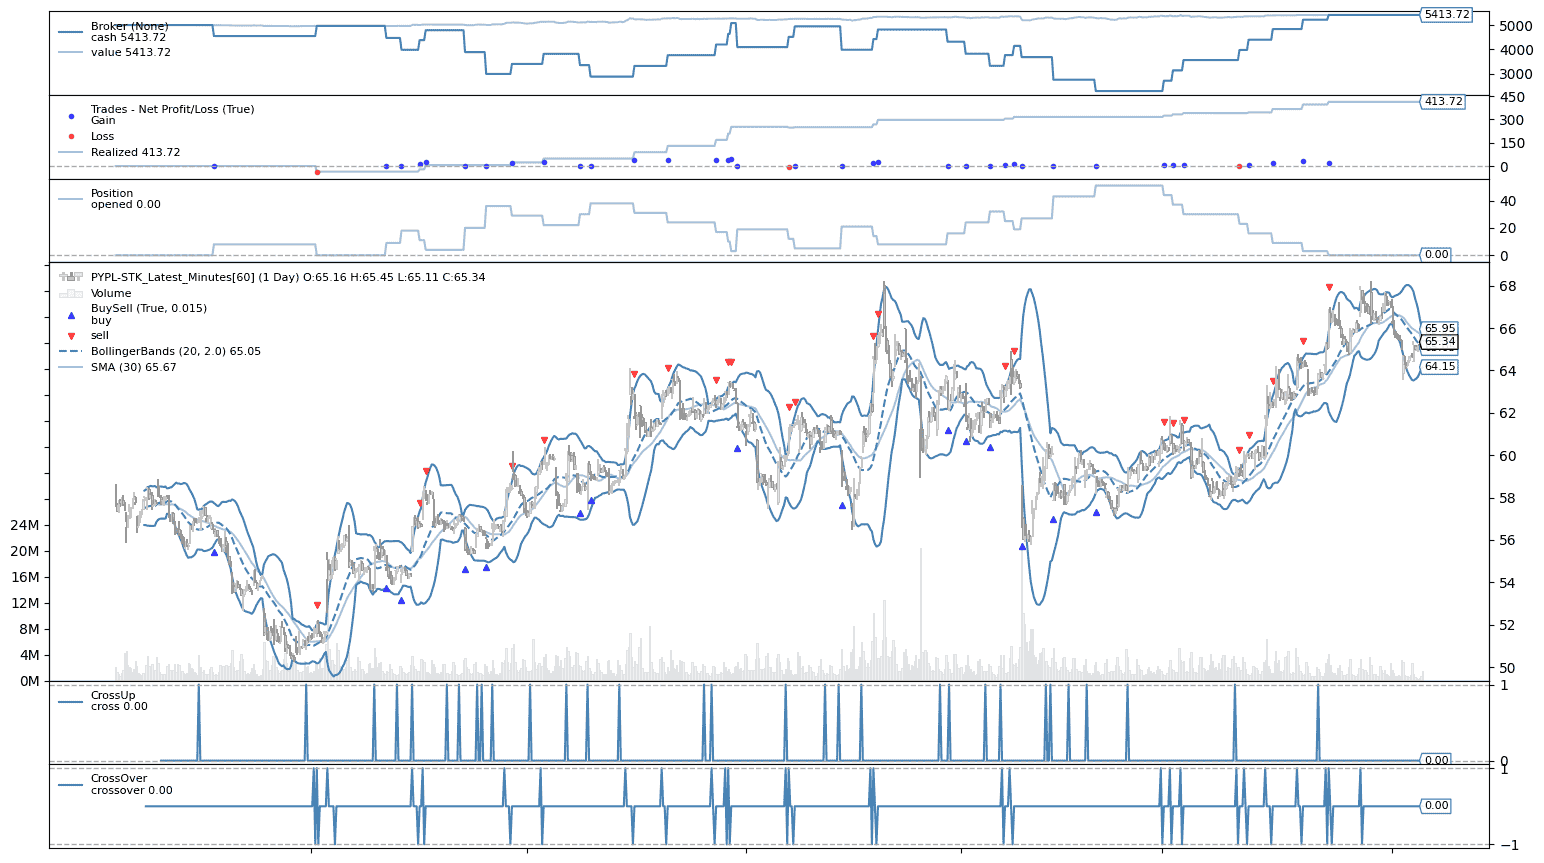 Broker (None)
cash 5413.72
value 5413.72
5413.72
5000
4000
3000
Trades - Net Profit/Loss (True)
Gain
Loss
Realized 413.72
413.72
450
300
150
0
Position
opened 0.00
40
20
0.00
0
PYPL-STK_Latest_Minutes[60] (1 Day) O:65.16 H:65.45 L:65.11 C:65.34
Volume
BuySell (True, 0.015)
buy
sell
BollingerBands (20, 2.0) 65.05
SMA (30) 65.67
24M
20M
16M
12M
8M
4M
0M
68
66
64
62
60
58
56
54
52
50
65.95
65.34
64.15
CrossUp
cross 0.00
1
0.00
0
CrossOver
crossover 0.00
1
0.00
−1